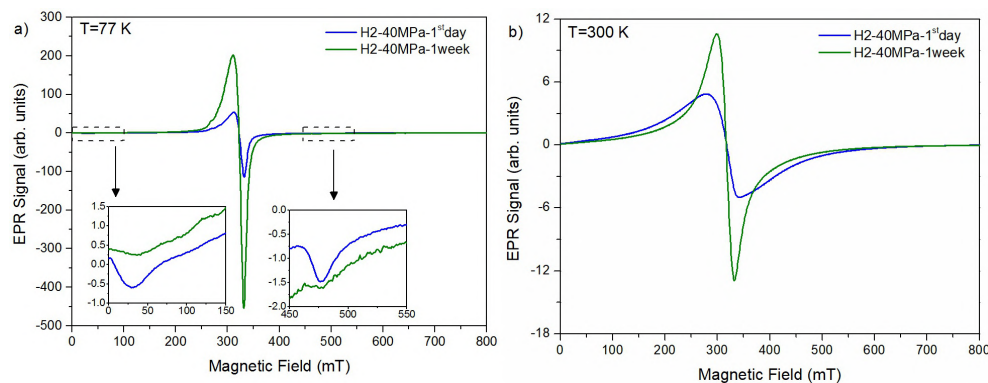 a)
T=77 K
H2-40MPa-1stday
H2-40MPa-1week
EPR Signal (arb. units)
300
200
100
0
-100
-200
-300
-400
-500
1.5
1.0
0.5
0.0
-0.5
-1.0
0 50 100 150
0.0
-0.5
-1.0
-1.5
-2.0
450 500 550
0 100 200 300 400 500 600 700 800
Magnetic Field (mT)
b)
T=300 K
H2-40MPa-1stday
H2-40MPa-1week
EPR Signal (arb. units)
12
6
0
-6
-12
-18
0 100 200 300 400 500 600 700 800
Magnetic Field (mT)